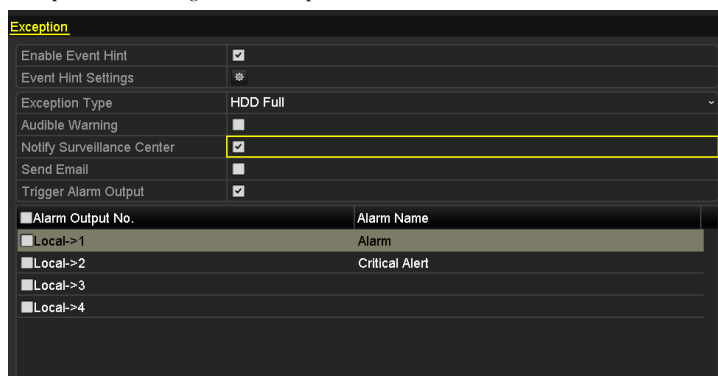 Exception
Enable Event Hint
Event Hint Settings
Exception Type HDD Full
Audible Warning
Notify Surveillance Center
Send Email
Trigger Alarm Output
Alarm Output No. Alarm Name
Local->1 Alarm
Local->2 Critical Alert
Local->3
Local->4